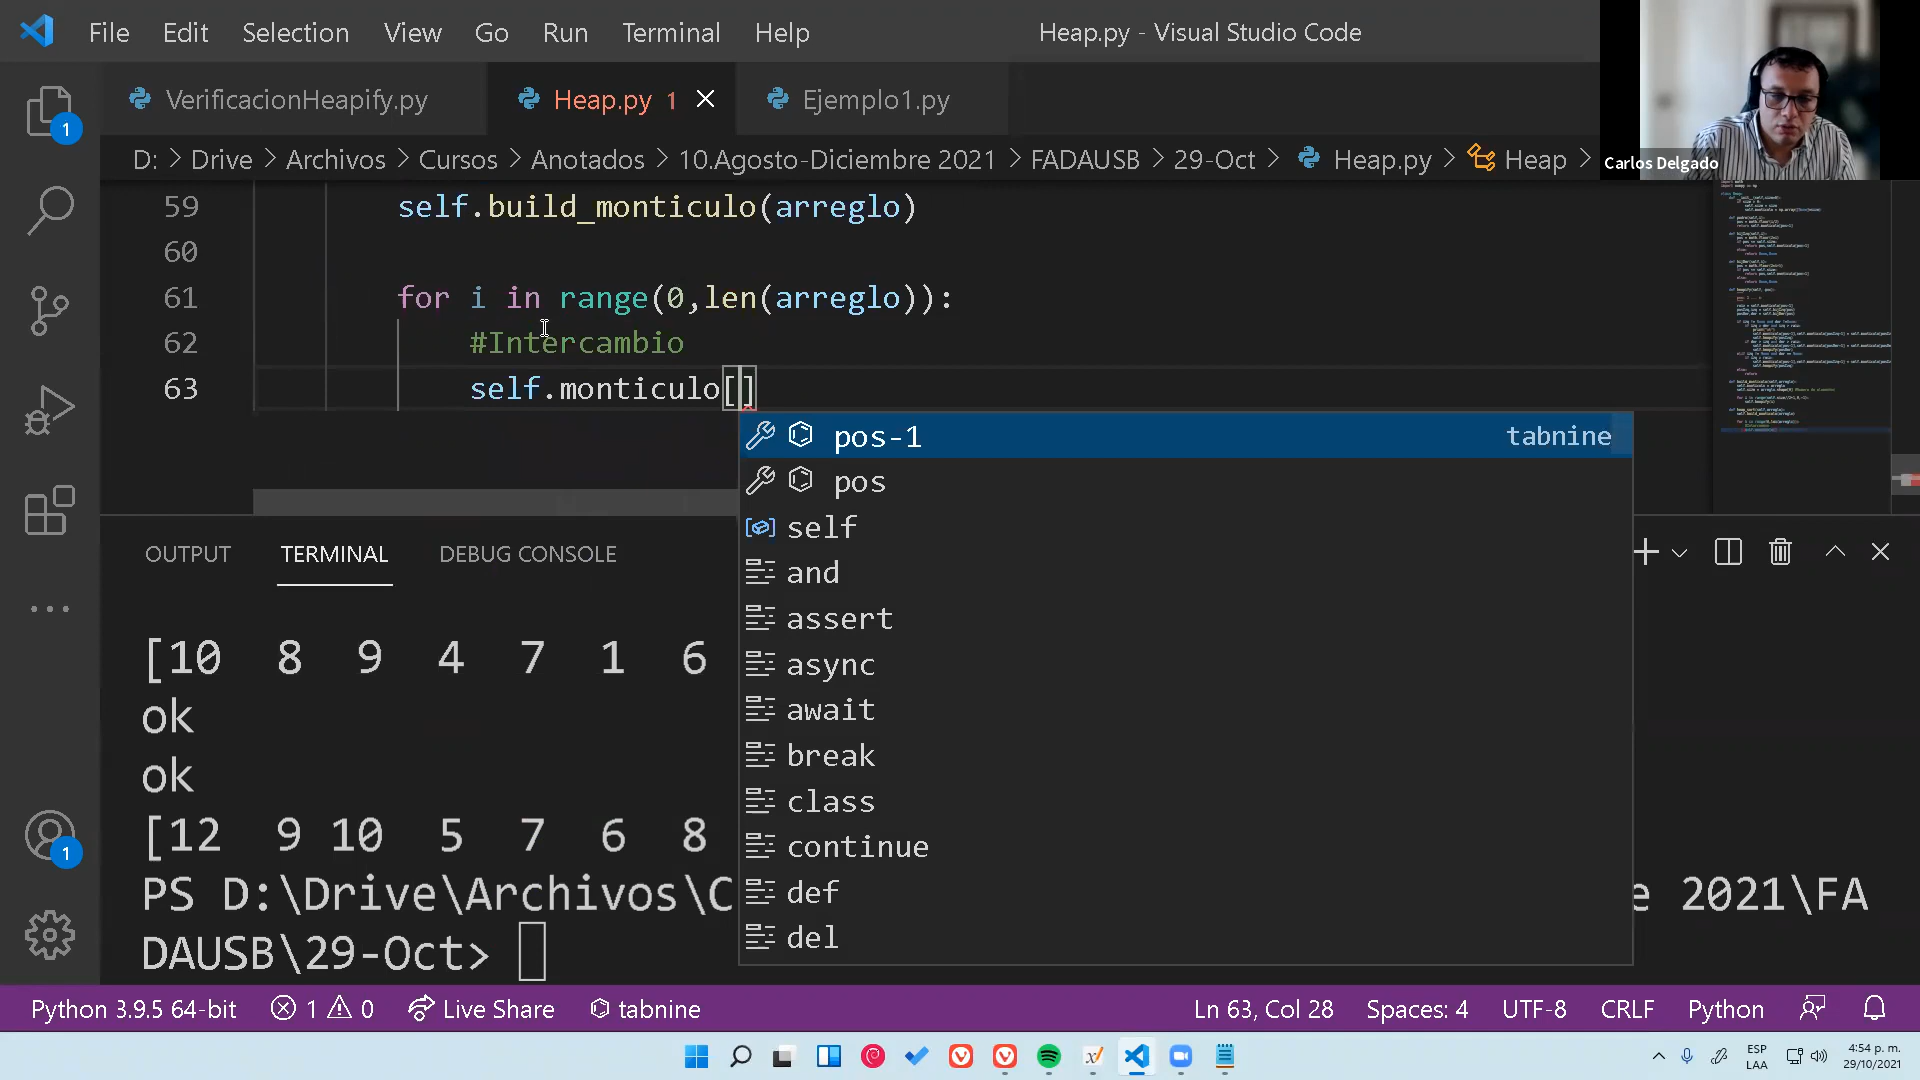 File Edit Selection View Go Run Terminal Help
Heap.py - Visual Studio Code
VerificacionHeapify.py
Heap.py 1
Ejemplo1.py
D: > Drive > Archivos > Cursos > Anotados > 10.Agosto-Diciembre 2021 > FADAUSB > 29-Oct > Heap.py > Heap >
Carlos Delgado
1
59 self.build_monticulo(arreglo)
60
61 for i in range(0,len(arreglo)):
62 #Intercambio
63 self.monticulo[]
pos-1 tabnine
pos
self
and
assert
async
await
break
class
continue
def
del
OUTPUT TERMINAL DEBUG CONSOLE
[10 8 9 4 7 1 6
ok
ok
[12 9 10 5 7 6 8
PS D:\Drive\Archivos\C
e 2021\FA
DAUSB\29-Oct>
1
Python 3.9.5 64-bit 1 0 Live Share tabnine
Ln 63, Col 28 Spaces: 4 UTF-8 CRLF Python
ESP
LAA
4:54 p. m.
29/10/2021